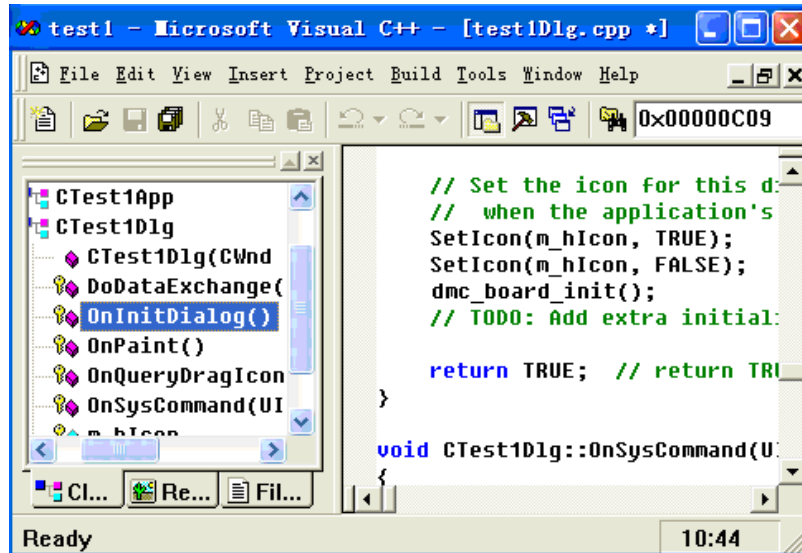 test1 - Microsoft Visual C++ - [test1Dlg.cpp *]
File Edit View Insert Project Build Tools Window Help
0x00000C09
CTest1App
CTest1Dlg
CTest1Dlg(CWnd
DoDataExchange(
OnInitDialog()
OnPaint()
OnQueryDragIcon
OnSysCommand(UI
m_hIcon
Cl... Re... Fil...
// Set the icon for this d
// when the application's
SetIcon(m_hIcon, TRUE);
SetIcon(m_hIcon, FALSE);
dmc_board_init();
// TODO: Add extra initial
return TRUE; // return TRU
}
void CTest1Dlg::OnSysCommand(U
{
Ready 10:44